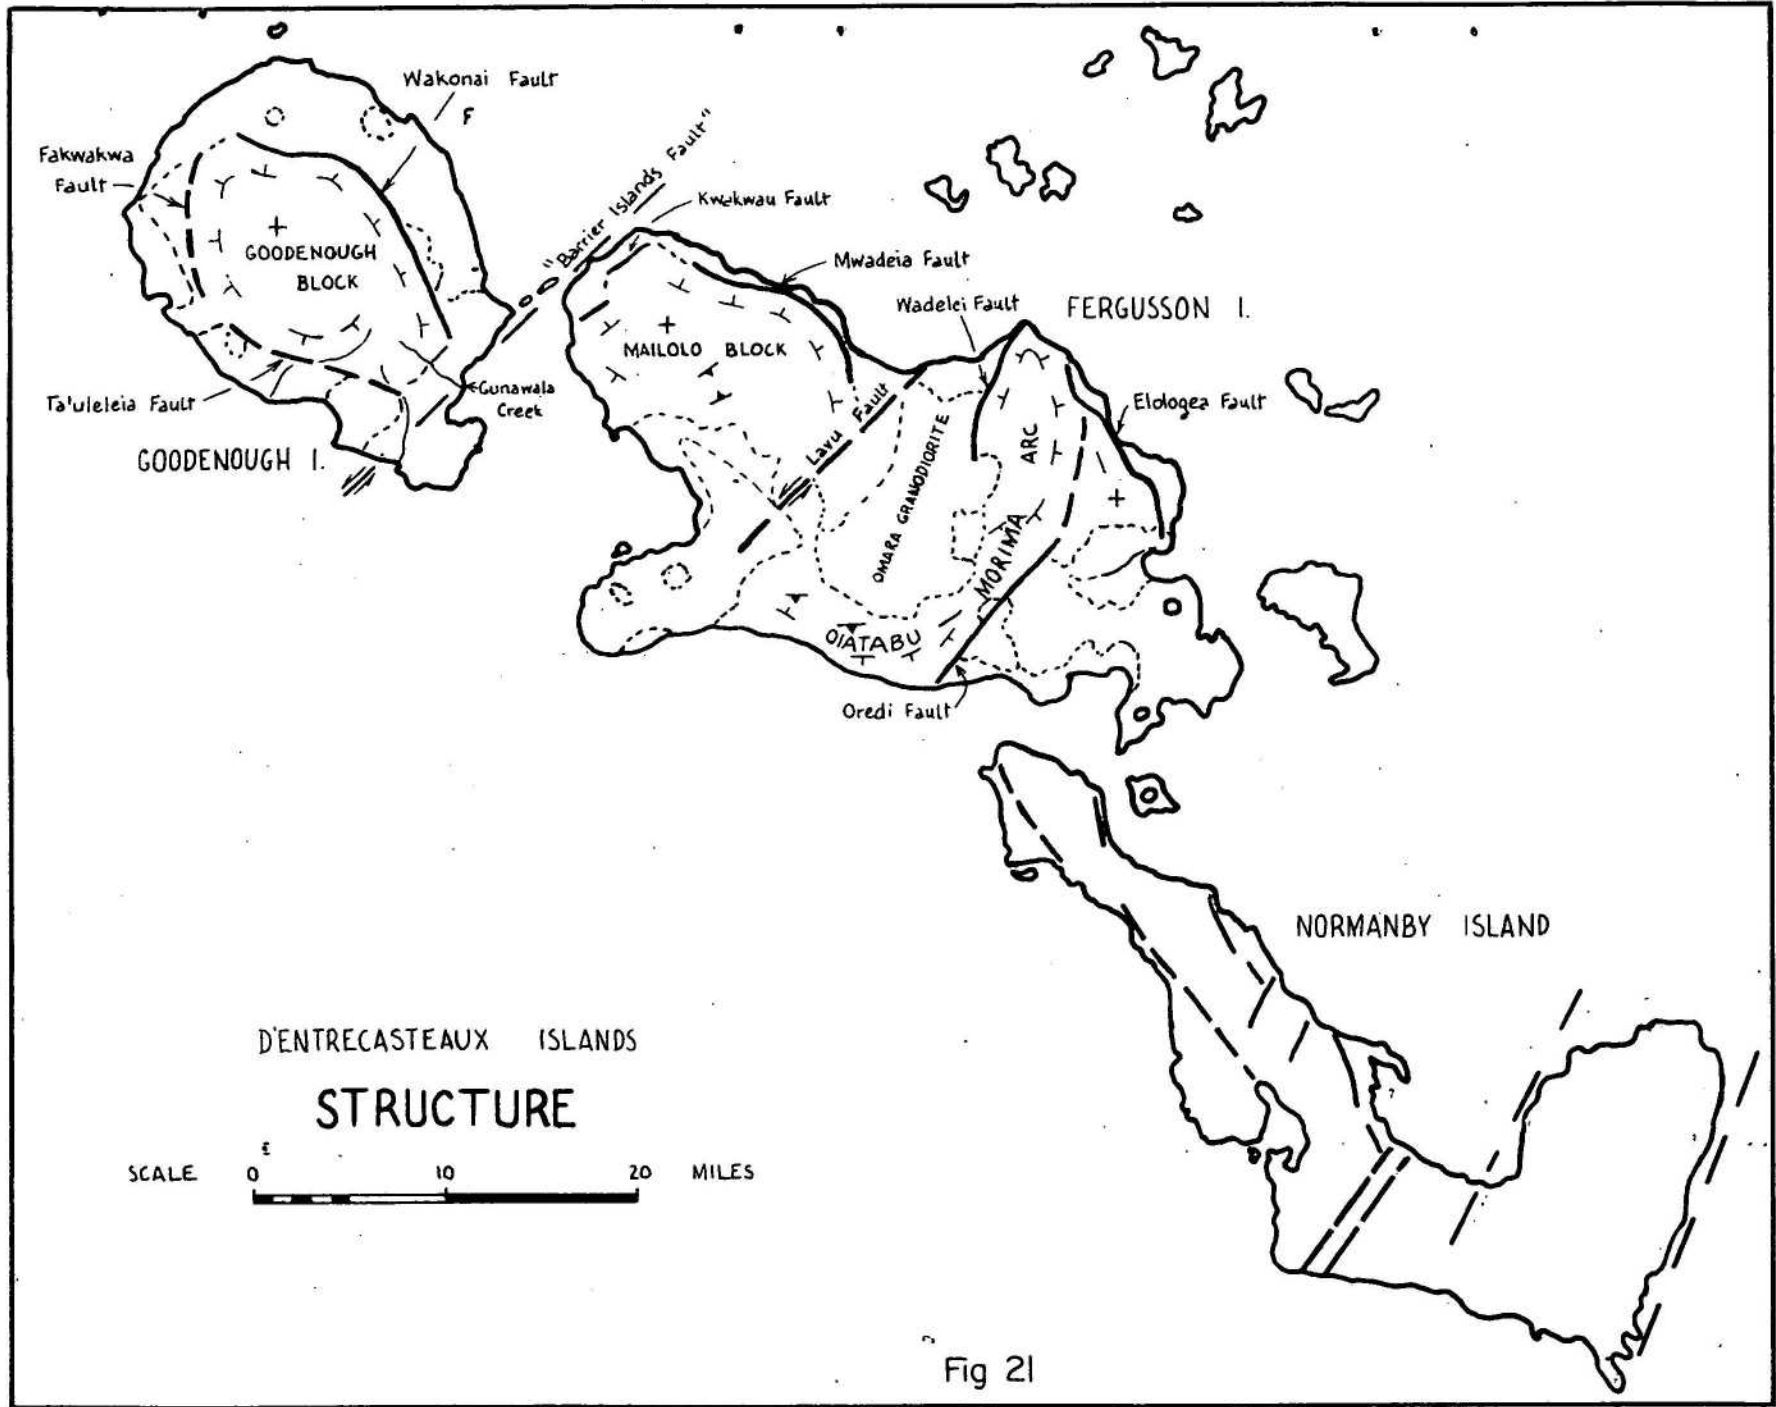 Wakonai Fault
F
Fakwakwa
Fault
GOODENOUGH
BLOCK
Ta'uleleia Fault
GOODENOUGH I.
Gunawala
Creek
"Barrier Islands Fault"
Kwakwau Fault
Mwadeia Fault
Wadelei Fault
FERGUSSON I.
MAILOLO BLOCK
Lavu Fault
Elologea Fault
OMARA GRANODIORITE
MORIMA ARC
OIATABU
Oredi Fault
NORMANBY ISLAND
D'ENTRECASTEAUX ISLANDS
STRUCTURE
SCALE 0 10 20 MILES
Fig 21